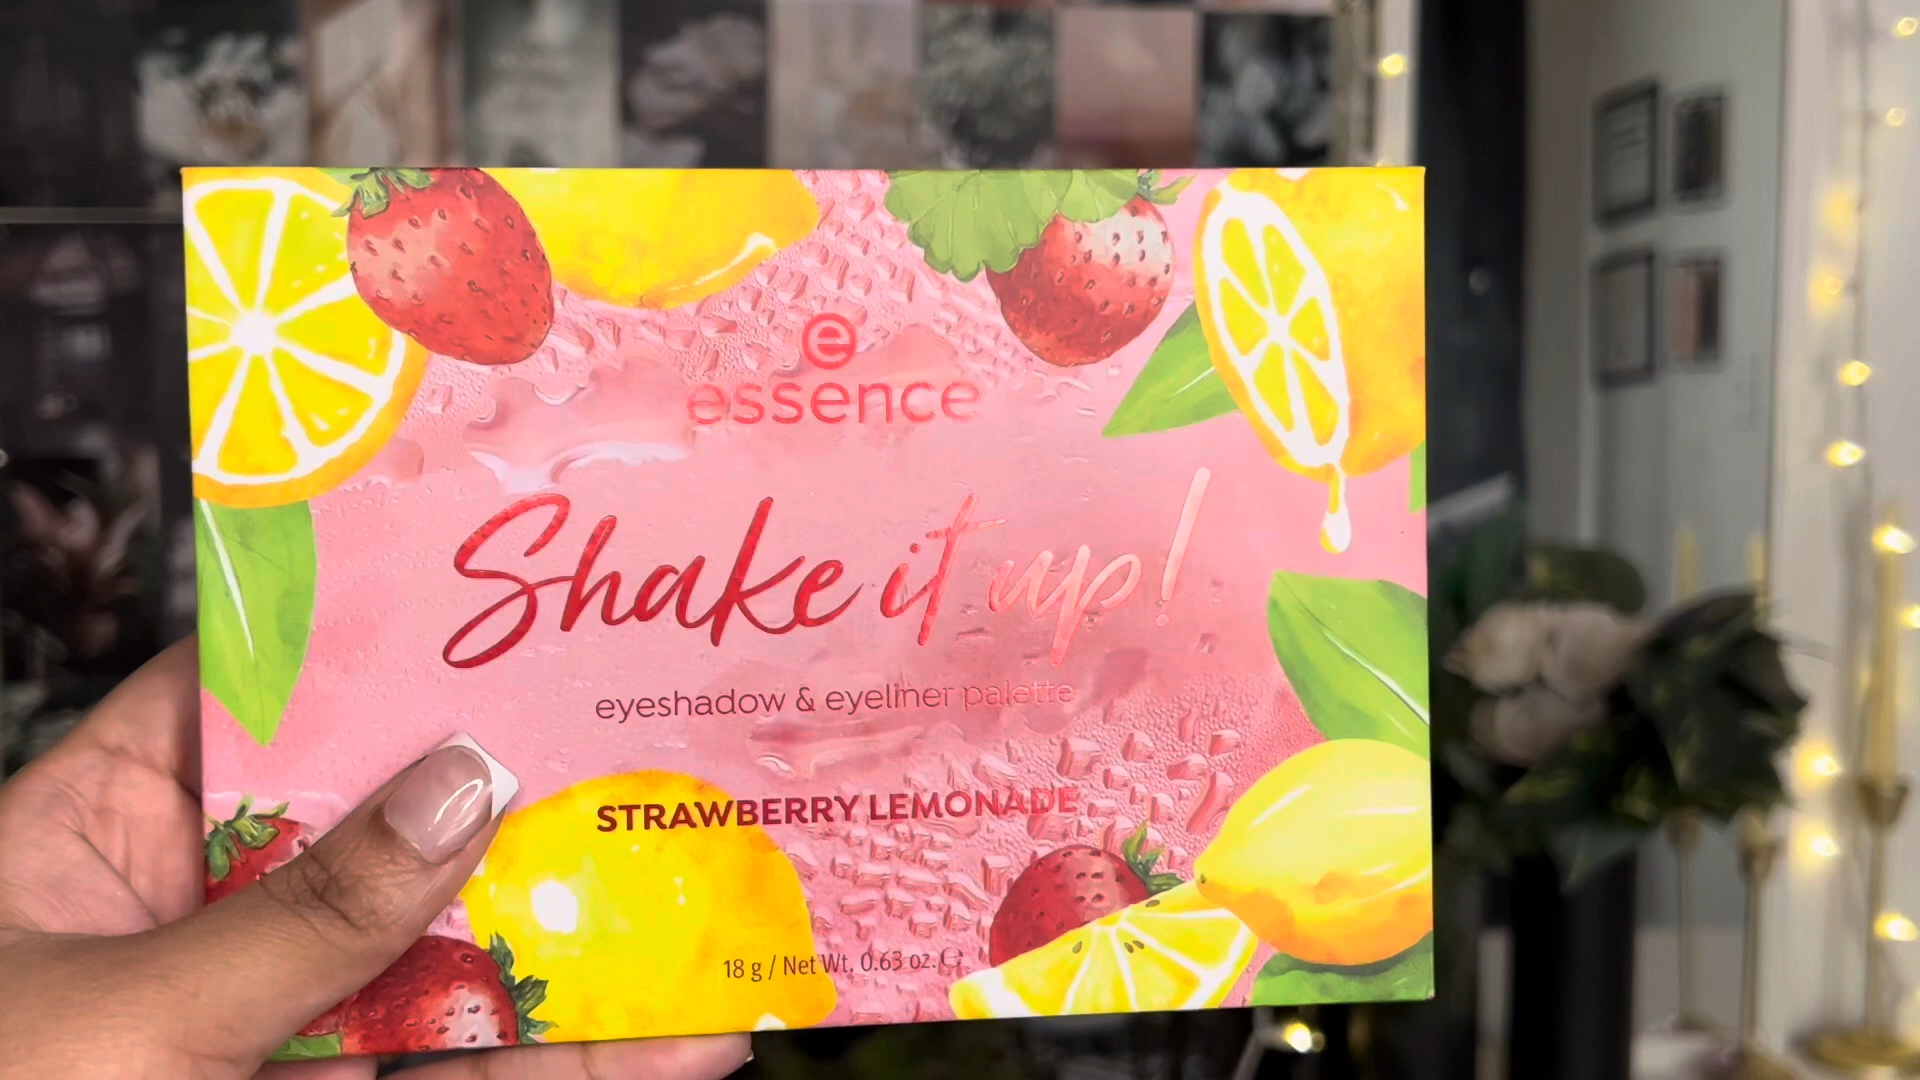 e
essence
Shake it up!
eyeshadow & eyeliner palette
STRAWBERRY LEMONADE
18 g / Net Wt. 0.63 oz. ℮